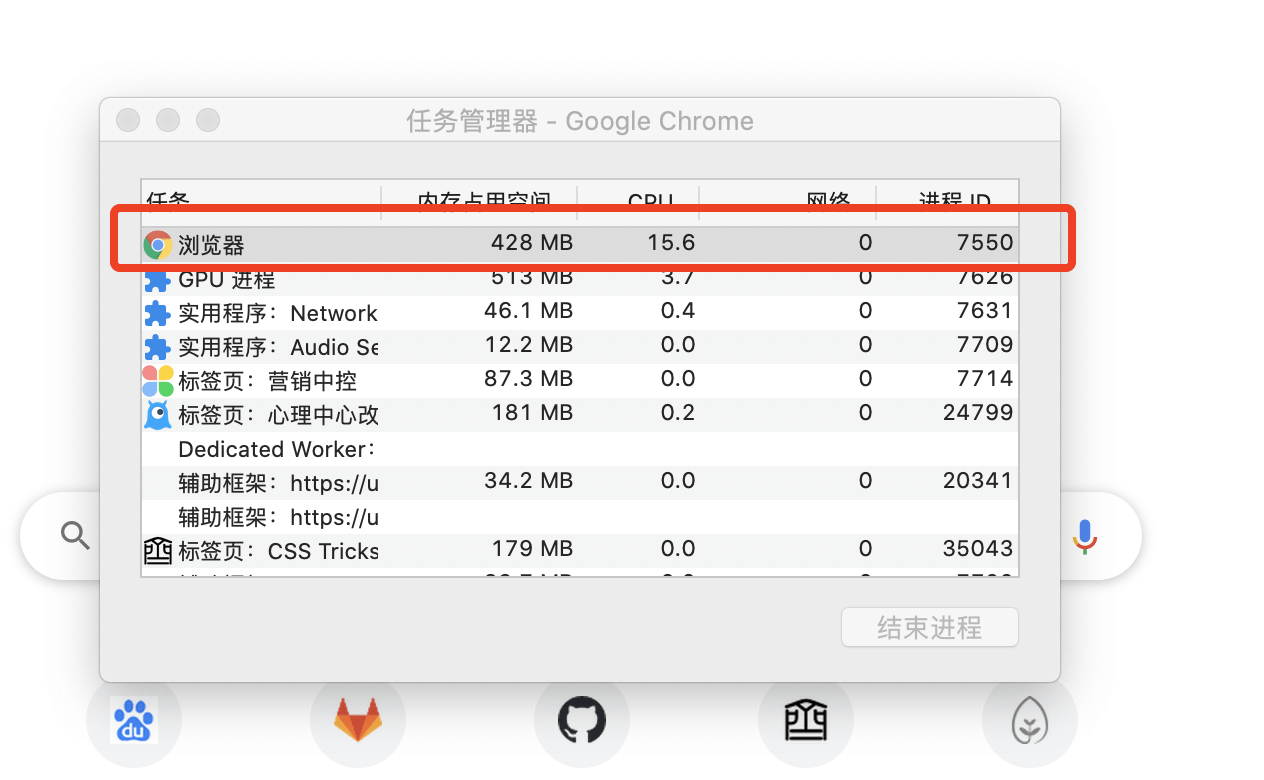 任务管理器 – Google Chrome
任务 内存占用空间 CPU 网络 进程 ID
浏览器 428 MB 15.6 0 7550
GPU 进程 513 MB 3.7 0 7626
实用程序：Network 46.1 MB 0.4 0 7631
实用程序：Audio Se 12.2 MB 0.0 0 7709
标签页：营销中控 87.3 MB 0.0 0 7714
标签页：心理中心改 181 MB 0.2 0 24799
Dedicated Worker：
辅助框架：https://u 34.2 MB 0.0 0 20341
辅助框架：https://u
标签页：CSS Tricks 179 MB 0.0 0 35043
结束进程
du